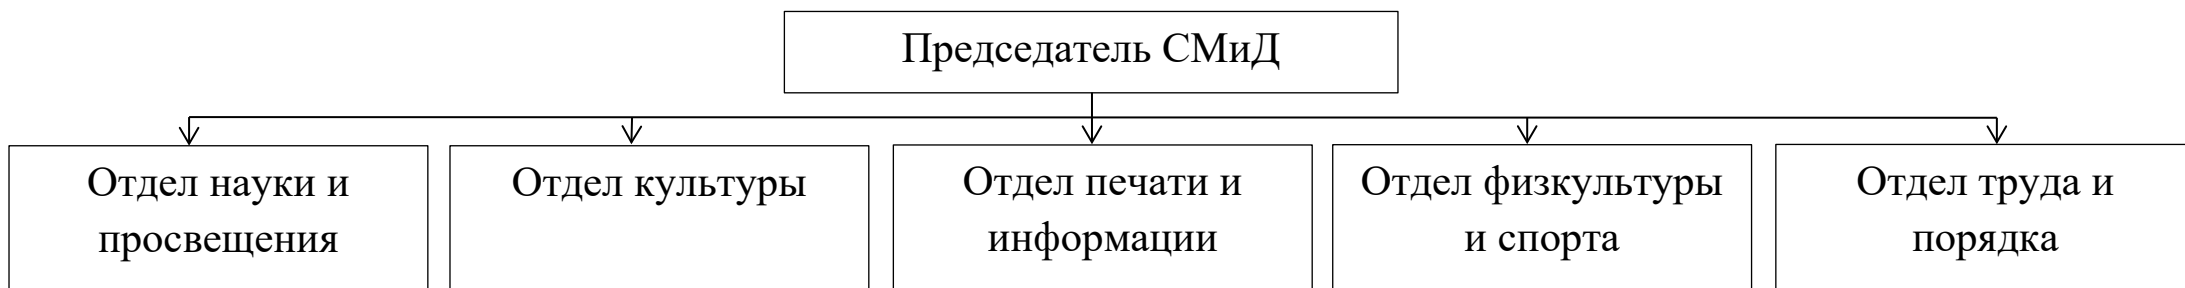 Председатель СМиД
Отдел науки и
просвещения
Отдел культуры
Отдел печати и
информации
Отдел физкультуры
и спорта
Отдел труда и
порядка